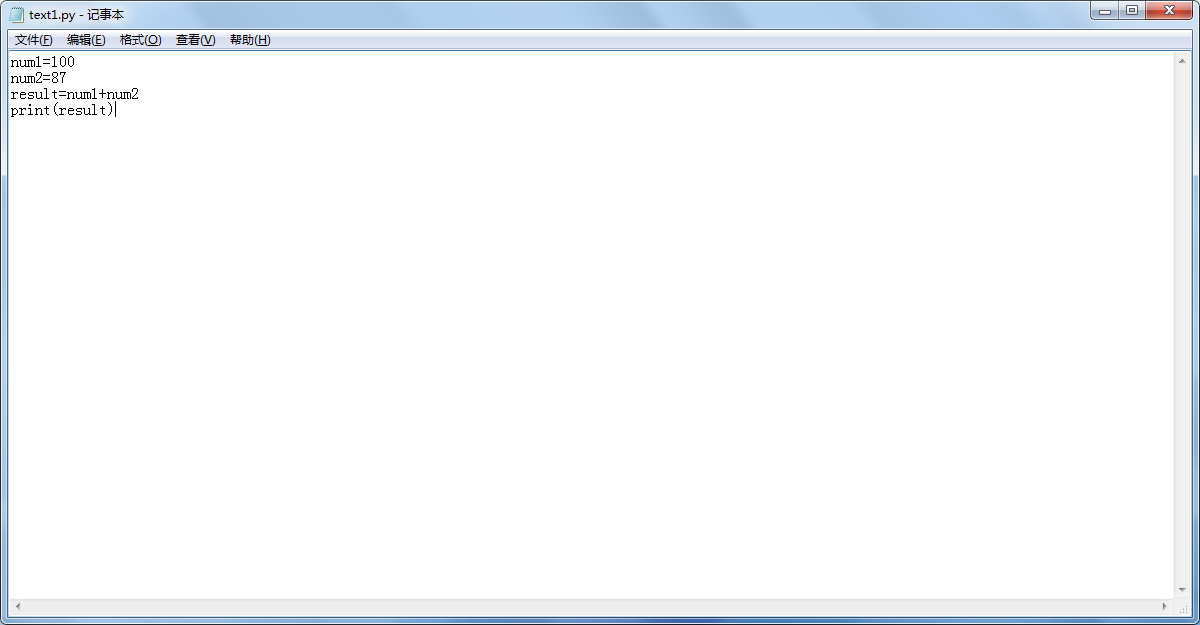 text1.py - 记事本
文件(F) 编辑(E) 格式(O) 查看(V) 帮助(H)
num1=100
num2=87
result=num1+num2
print(result)